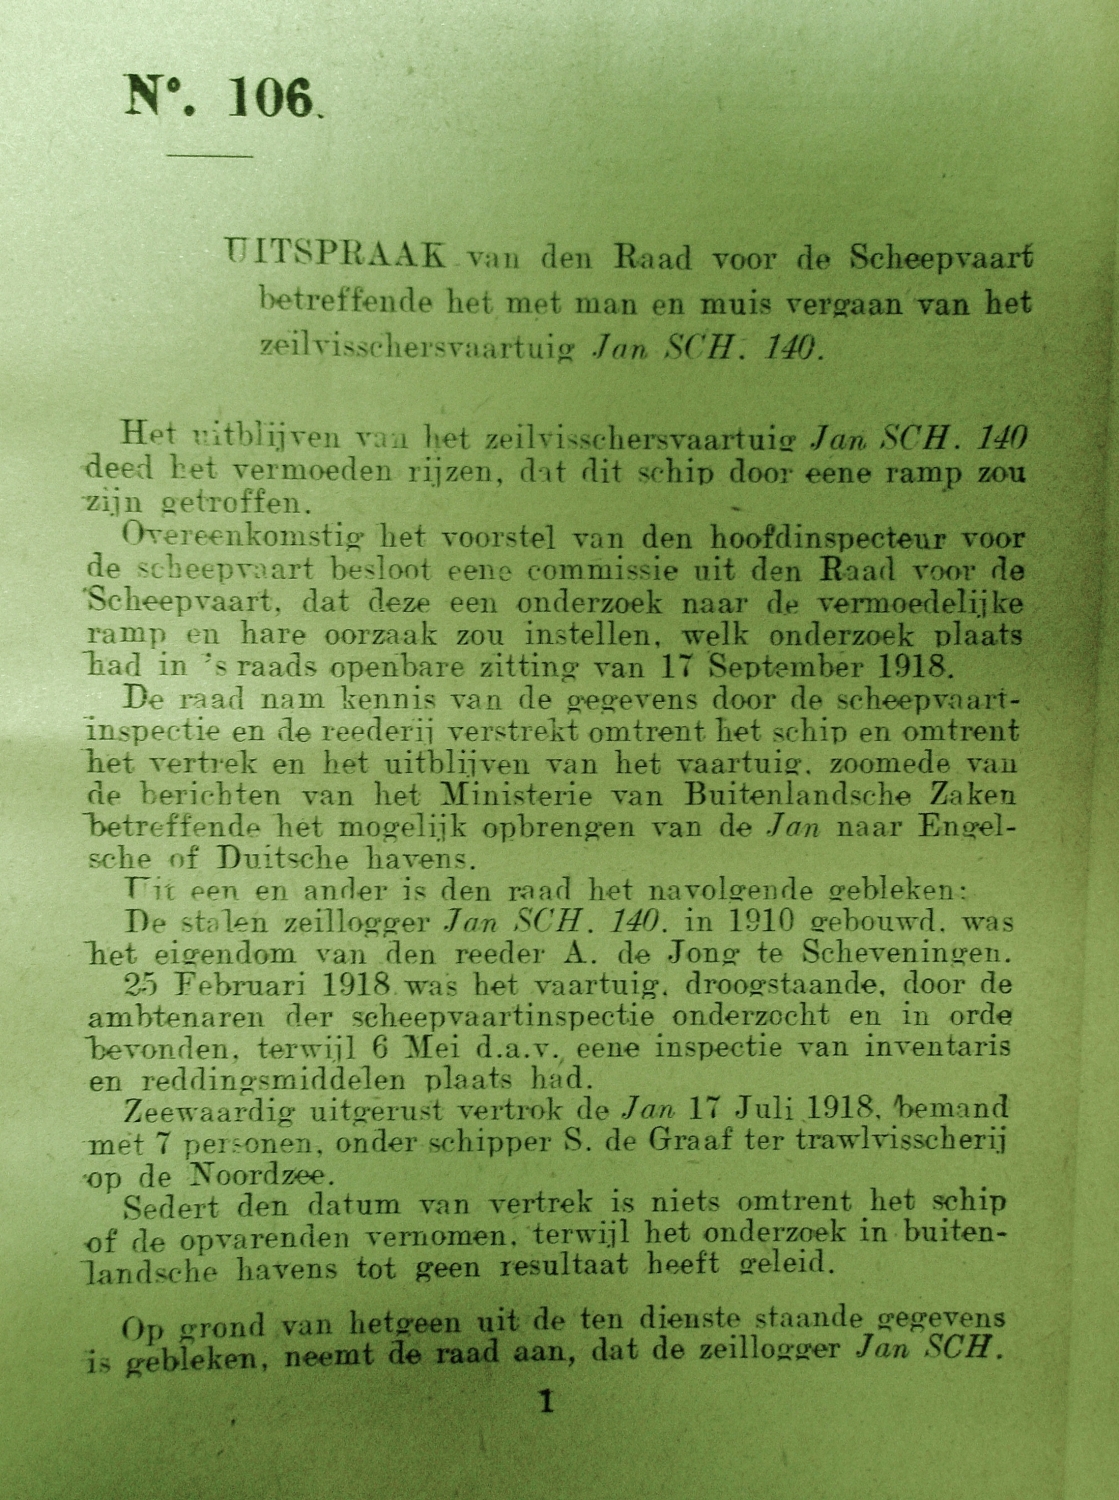 N°. 106.
UITSPRAAK van den Raad voor de Scheepvaart
betreffende het met man en muis vergaan van het
zeilvisschersvaartuig Jan SCH. 140.
Het uitblijven van het zeilvisschersvaartuig Jan SCH. 140
deed het vermoeden rijzen, dat dit schip door eene ramp zou
zijn getroffen.
Overeenkomstig het voorstel van den hoofdinspecteur voor
de scheepvaart besloot eene commissie uit den Raad voor de
Scheepvaart, dat deze een onderzoek naar de vermoedelijke
ramp en hare oorzaak zou instellen, welk onderzoek plaats
had in 's raads openbare zitting van 17 September 1918.
De raad nam kennis van de gegevens door de scheepvaart-
inspectie en de reederij verstrekt omtrent het schip en omtrent
het vertrek en het uitblijven van het vaartuig, zoomede van
de berichten van het Ministerie van Buitenlandsche Zaken
betreffende het mogelijk opbrengen van de Jan naar Engel-
sche of Duitsche havens.
Uit een en ander is den raad het navolgende gebleken:
De stalen zeillogger Jan SCH. 140, in 1910 gebouwd, was
het eigendom van den reeder A. de Jong te Scheveningen.
25 Februari 1918 was het vaartuig, droogstaande, door de
ambtenaren der scheepvaartinspectie onderzocht en in orde
bevonden, terwijl 6 Mei d.a.v., eene inspectie van inventaris
en reddingsmiddelen plaats had.
Zeewaardig uitgerust vertrok de Jan 17 Juli 1918, bemand
met 7 personen, onder schipper S. de Graaf ter trawlvisscherij
op de Noordzee.
Sedert den datum van vertrek is niets omtrent het schip
of de opvarenden vernomen, terwijl het onderzoek in buiten-
landsche havens tot geen resultaat heeft geleid.
Op grond van hetgeen uit de ten dienste staande gegevens
is gebleken, neemt de raad aan, dat de zeillogger Jan SCH.
1